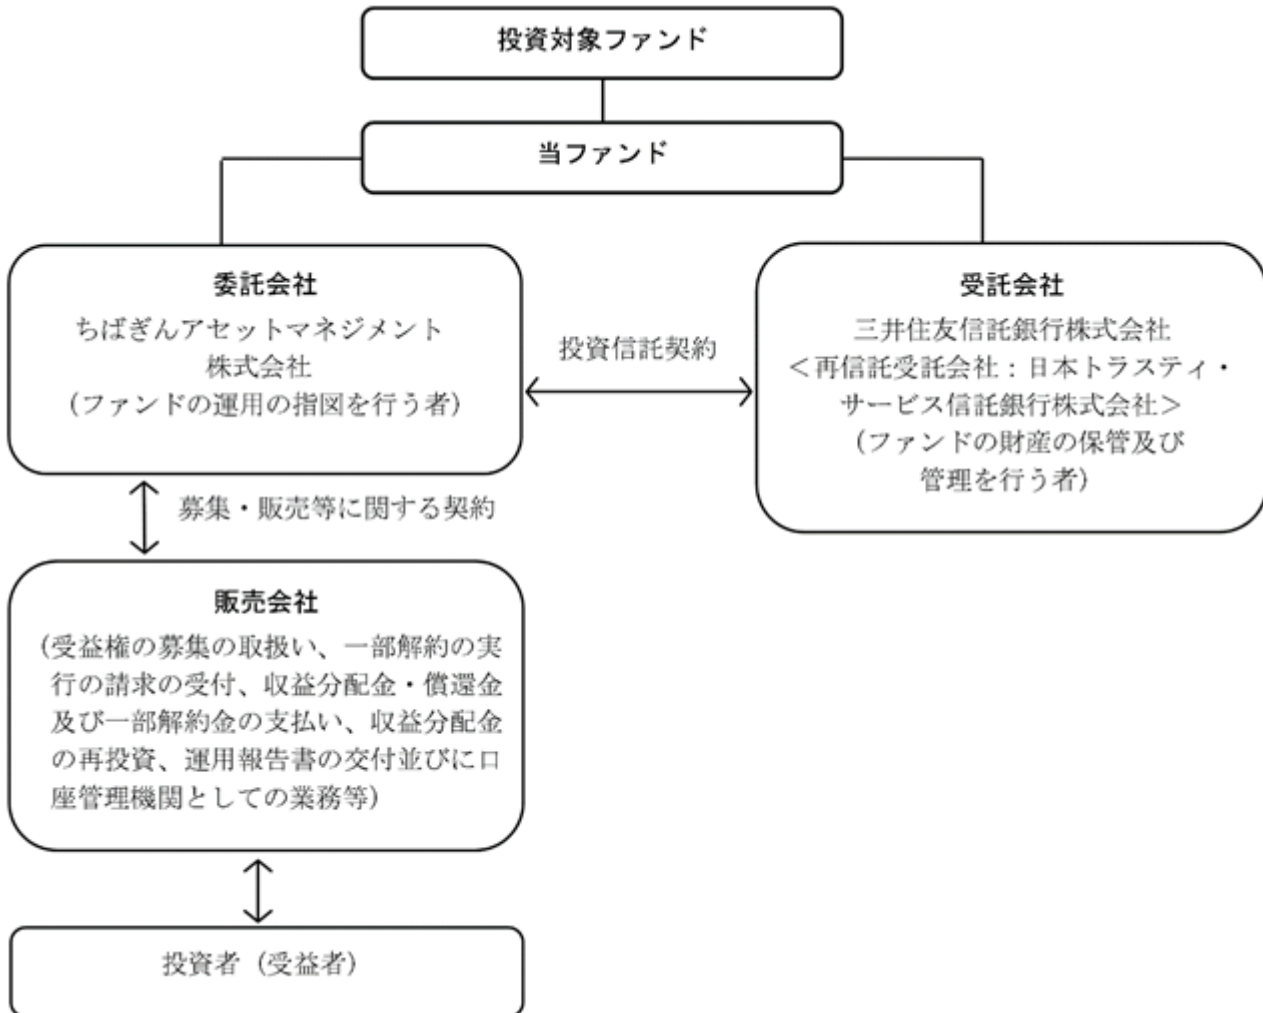 投資対象ファンド
当ファンド
委託会社
ちばぎんアセットマネジメント
株式会社
（ファンドの運用の指図を行う者）
投資信託契約
受託会社
三井住友信託銀行株式会社
＜再信託受託会社：日本トラスティ・
サービス信託銀行株式会社＞
（ファンドの財産の保管及び
管理を行う者）
募集・販売等に関する契約
販売会社
（受益権の募集の取扱い、一部解約の実
行の請求の受付、収益分配金・償還金
及び一部解約金の支払い、収益分配金
の再投資、運用報告書の交付並びに口
座管理機関としての業務等）
投資者（受益者）